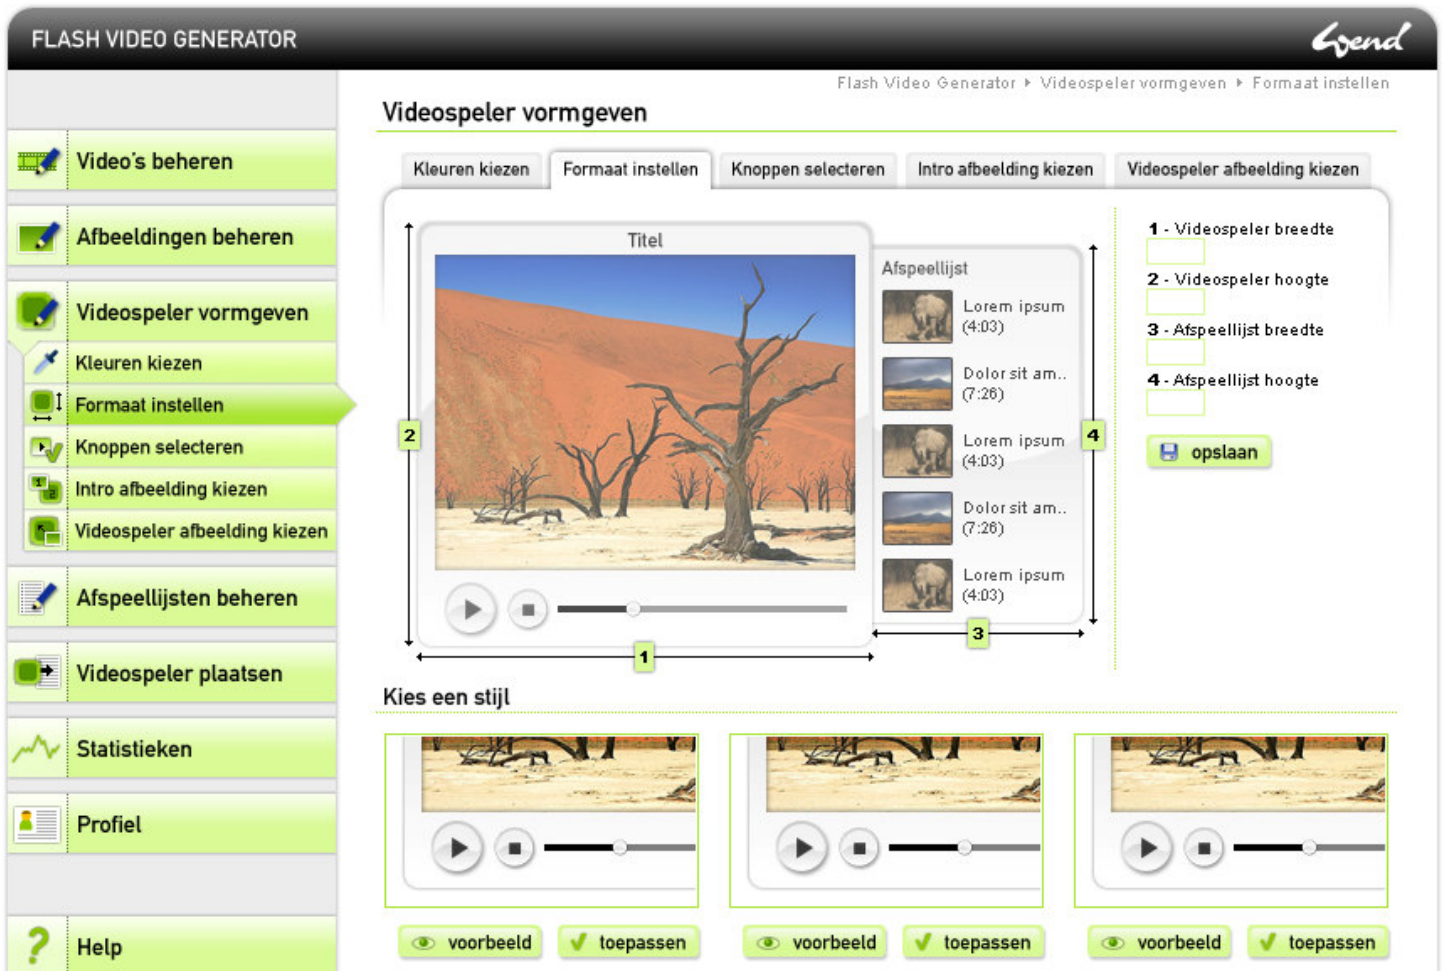 FLASH VIDEO GENERATOR
Wend
Flash Video Generator ▸ Videospeler vormgeven ▸ Formaat instellen
Videospeler vormgeven
Video's beheren
Afbeeldingen beheren
Videospeler vormgeven
Kleuren kiezen
Formaat instellen
Knoppen selecteren
Intro afbeelding kiezen
Videospeler afbeelding kiezen
Afspeellijsten beheren
Videospeler plaatsen
Statistieken
Profiel
Help
Kleuren kiezen
Formaat instellen
Knoppen selecteren
Intro afbeelding kiezen
Videospeler afbeelding kiezen
Titel
Afspeellijst
Lorem ipsum
(4:03)
Dolor sit am..
(7:26)
Lorem ipsum
(4:03)
Dolor sit am..
(7:26)
Lorem ipsum
(4:03)
2
4
3
1
1 - Videospeler breedte
2 - Videospeler hoogte
3 - Afspeellijst breedte
4 - Afspeellijst hoogte
opslaan
Kies een stijl
voorbeeld
toepassen
voorbeeld
toepassen
voorbeeld
toepassen